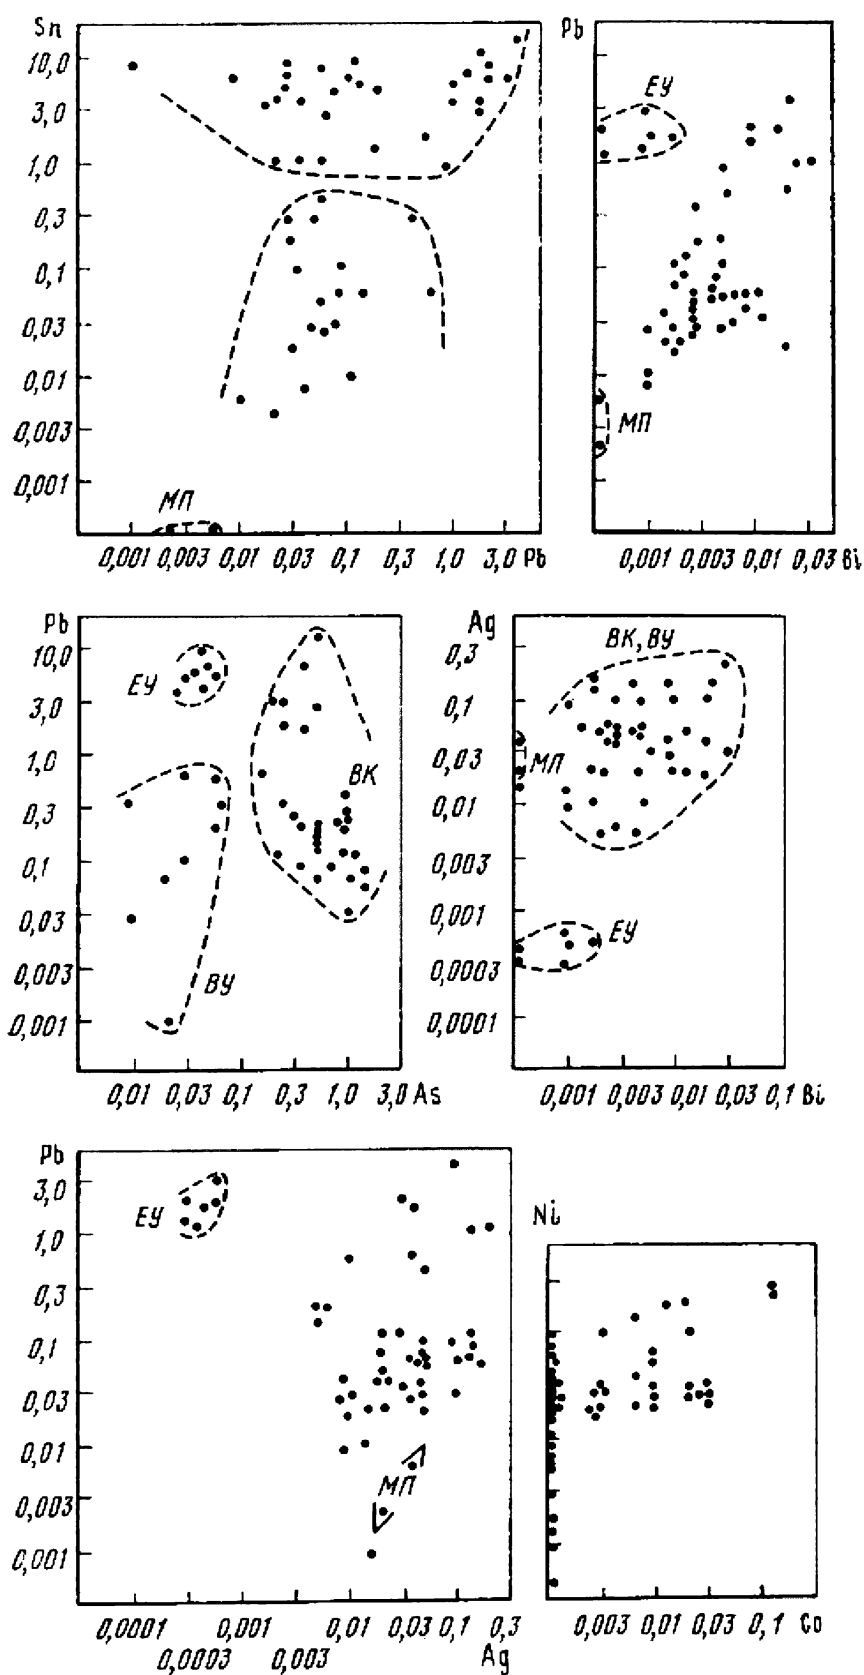 Sn
10,0
3,0
1,0
0,3
0,1
0,03
0,01
0,003
0,001
МП
0,001 0,003 0,01 0,03 0,1 0,3 1,0 3,0 Pb
Pb
ЕУ
МП
0,001 0,003 0,01 0,03 Bi
Pb
10,0
3,0
1,0
0,3
0,1
0,03
0,003
0,001
ЕУ
ВК
ВУ
0,01 0,03 0,1 0,3 1,0 3,0 As
Ag
0,3
0,1
0,03
0,01
0,003
0,001
0,0003
0,0001
ВК, ВУ
МП
ЕУ
0,001 0,003 0,01 0,03 0,1 Bi
Pb
3,0
1,0
0,3
0,1
0,03
0,01
0,003
0,001
ЕУ
МП
0,0001 0,001 0,01 0,03 0,1 0,3
0,0003 0,003 Ag
Ni
0,003 0,01 0,03 0,1 Co